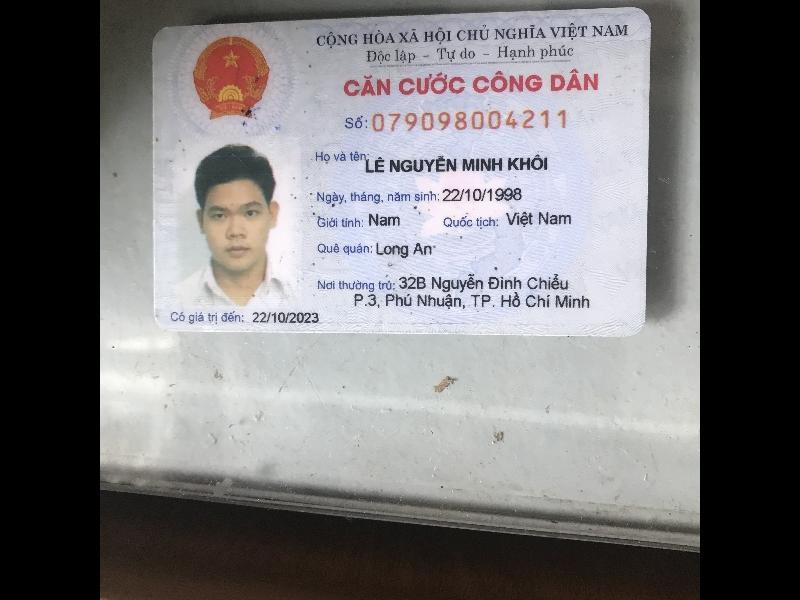 CỘNG HÒA XÃ HỘI CHỦ NGHĨA VIỆT NAM
Độc lập - Tự do - Hạnh phúc
CĂN CƯỚC CÔNG DÂN
Số: 079098004211
Họ và tên: LÊ NGUYỄN MINH KHÔI
Ngày, tháng, năm sinh: 22/10/1998
Giới tính: Nam Quốc tịch: Việt Nam
Quê quán: Long An
Nơi thường trú: 32B Nguyễn Đình Chiểu
P.3, Phú Nhuận, TP. Hồ Chí Minh
Có giá trị đến: 22/10/2023